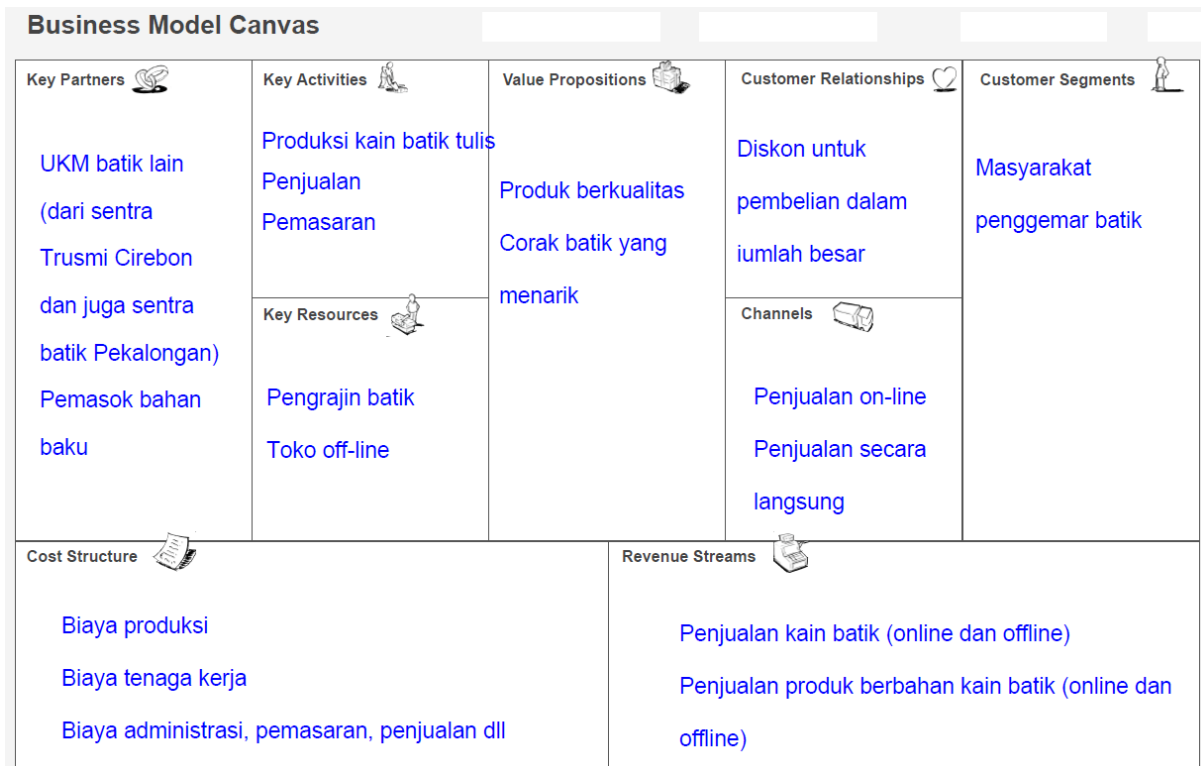 Business Model Canvas
Key Partners
UKM batik lain
(dari sentra
Trusmi Cirebon
dan juga sentra
batik Pekalongan)
Pemasok bahan
baku
Key Activities
Produksi kain batik tulis
Penjualan
Pemasaran
Key Resources
Pengrajin batik
Toko off-line
Value Propositions
Produk berkualitas
Corak batik yang
menarik
Customer Relationships
Diskon untuk
pembelian dalam
iumlah besar
Channels
Penjualan on-line
Penjualan secara
langsung
Customer Segments
Masyarakat
penggemar batik
Cost Structure
Biaya produksi
Biaya tenaga kerja
Biaya administrasi, pemasaran, penjualan dll
Revenue Streams
Penjualan kain batik (online dan offline)
Penjualan produk berbahan kain batik (online dan
offline)